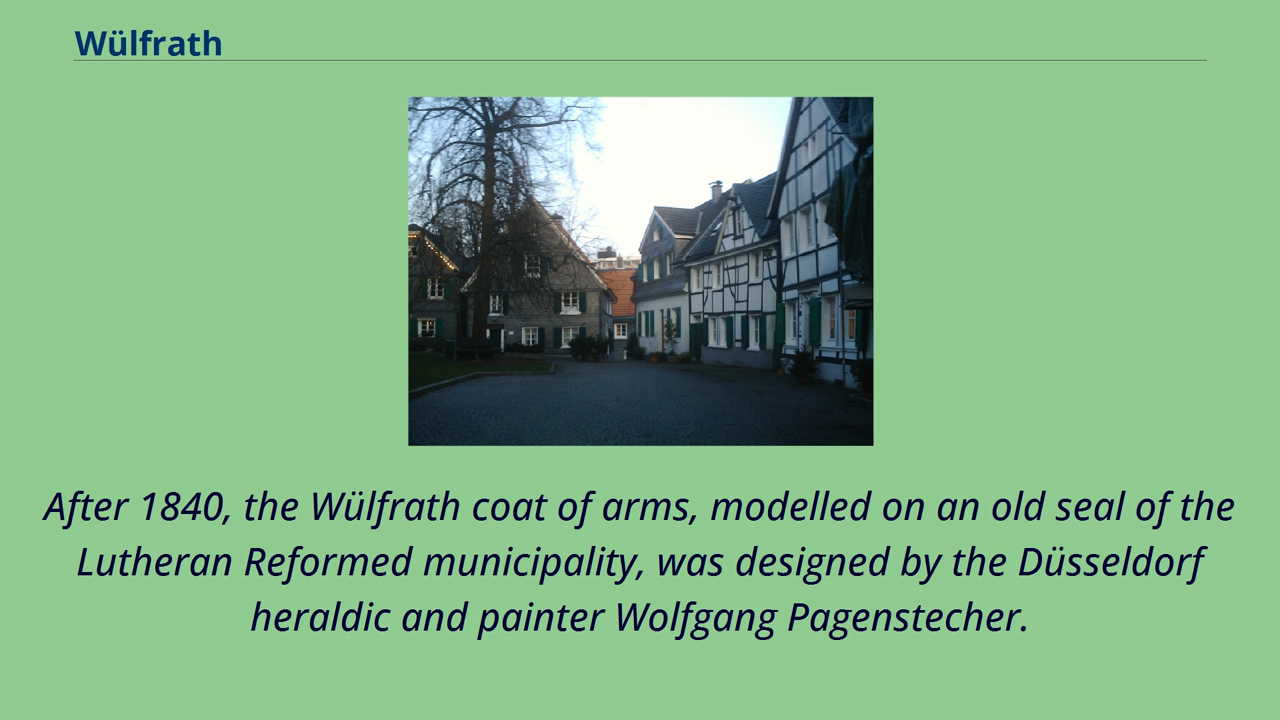 Wülfrath
After 1840, the Wülfrath coat of arms, modelled on an old seal of the
Lutheran Reformed municipality, was designed by the Düsseldorf
heraldic and painter Wolfgang Pagenstecher.